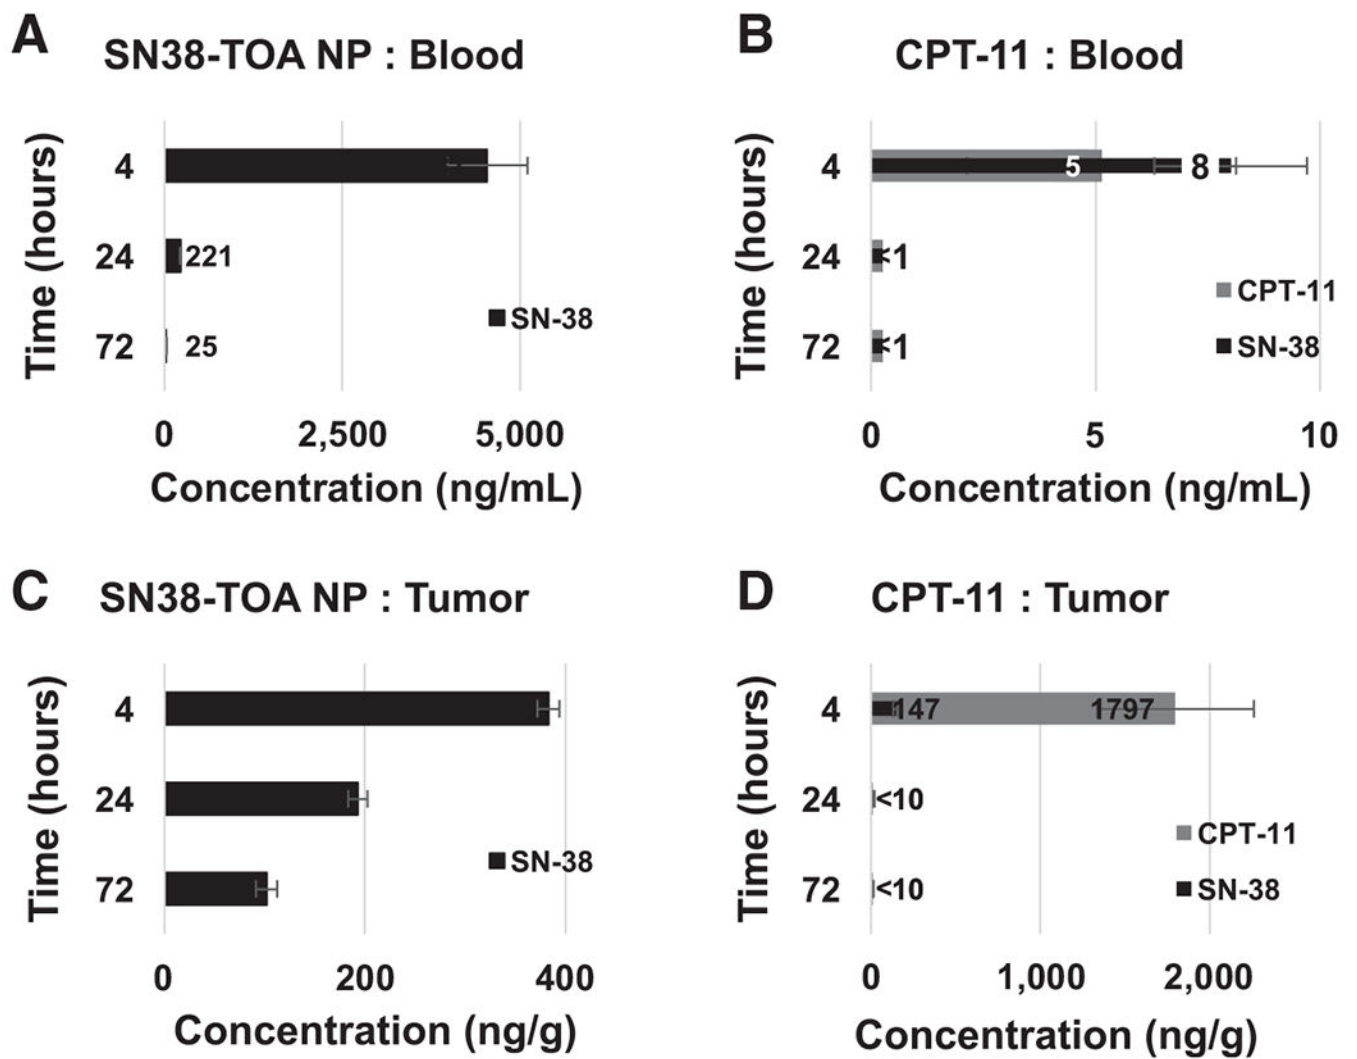 A
SN38-TOA NP : Blood
Time (hours)
4
24
221
72
25
SN-38
0 2,500 5,000
Concentration (ng/mL)
B
CPT-11 : Blood
Time (hours)
4
5
8
24
<1
72
<1
CPT-11
SN-38
0 5 10
Concentration (ng/mL)
C
SN38-TOA NP : Tumor
Time (hours)
4
24
72
SN-38
0 200 400
Concentration (ng/g)
D
CPT-11 : Tumor
Time (hours)
4
147
1797
24
<10
72
<10
CPT-11
SN-38
0 1,000 2,000
Concentration (ng/g)